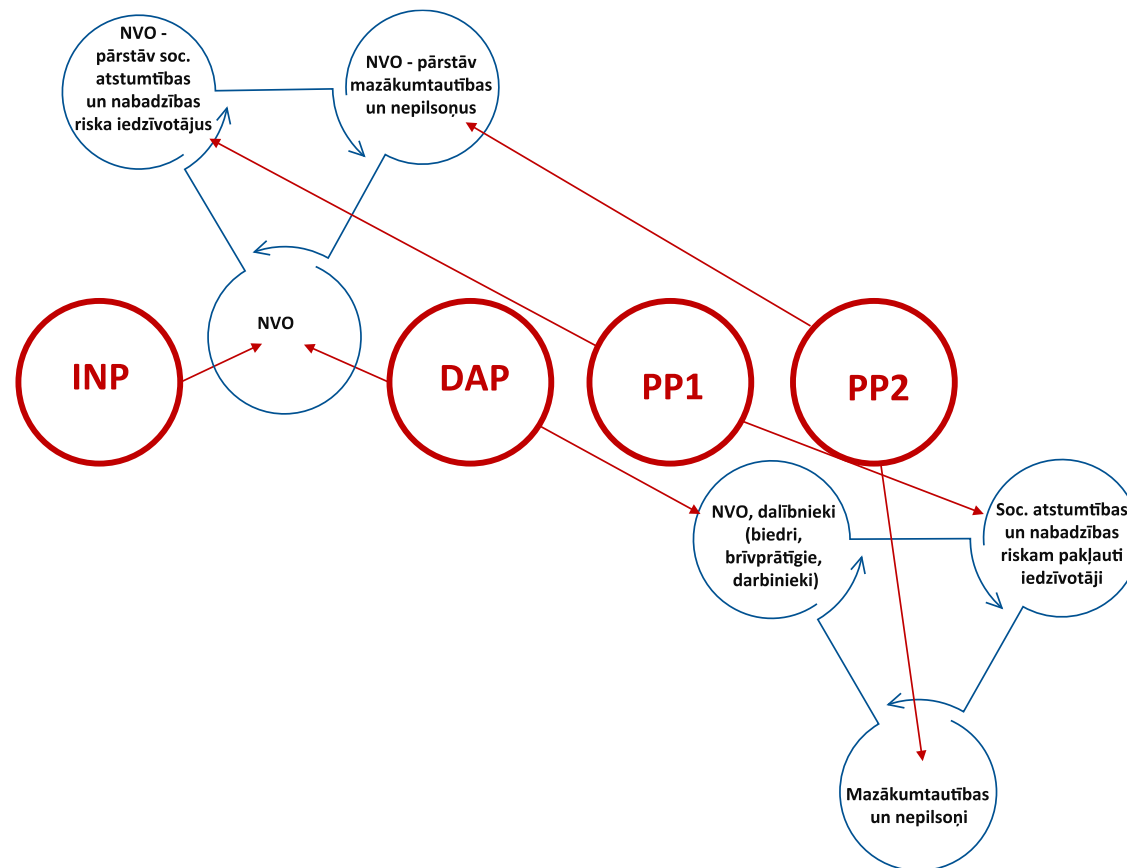 NVO -
pārstāv soc.
atstumtības
un nabadzības
riska iedzīvotājus
NVO - pārstāv
mazākumtautības
un nepilsoņus
NVO
INP
DAP
PP1
PP2
NVO, dalībnieki
(biedri,
brīvprātīgie,
darbinieki)
Soc. atstumtības
un nabadzības
riskam pakļauti
iedzīvotāji
Mazākumtautības
un nepilsoņi